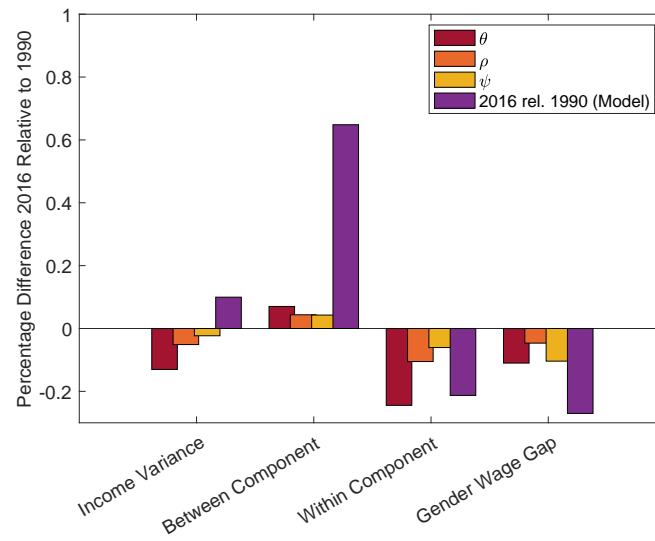 Percentage Difference 2016 Relative to 1990
1
0.8
0.6
0.4
0.2
0
-0.2
θ
ρ
ψ
2016 rel. 1990 (Model)
Income Variance
Between Component
Within Component
Gender Wage Gap